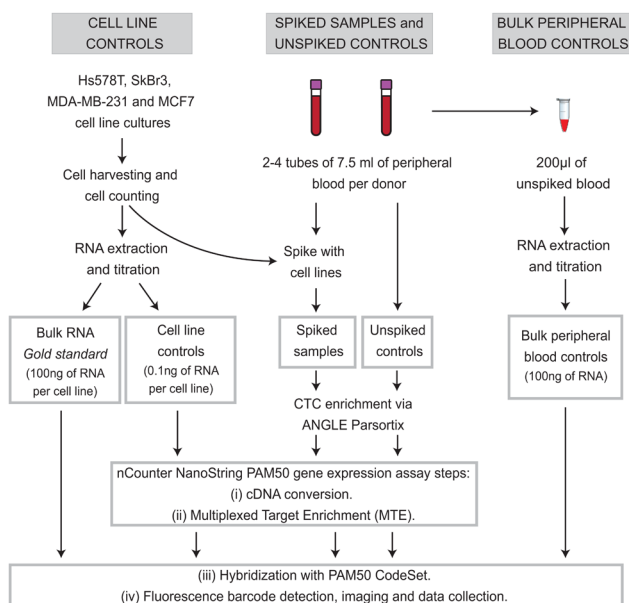 CELL LINE
CONTROLS
SPIKED SAMPLES and
UNSPIKED CONTROLS
BULK PERIPHERAL
BLOOD CONTROLS
Hs578T, SkBr3,
MDA-MB-231 and MCF7
cell line cultures
Cell harvesting and
cell counting
RNA extraction
and titration
2-4 tubes of 7.5 ml of peripheral
blood per donor
Spike with
cell lines
200µl of
unspiked blood
RNA extraction
and titration
Bulk RNA
Gold standard
(100ng of RNA
per cell line)
Cell line
controls
(0.1ng of RNA
per cell line)
Spiked
samples
Unspiked
controls
Bulk peripheral
blood controls
(100ng of RNA)
CTC enrichment via
ANGLE Parsortix
nCounter NanoString PAM50 gene expression assay steps:
(i) cDNA conversion.
(ii) Multiplexed Target Enrichment (MTE).
(iii) Hybridization with PAM50 CodeSet.
(iv) Fluorescence barcode detection, imaging and data collection.